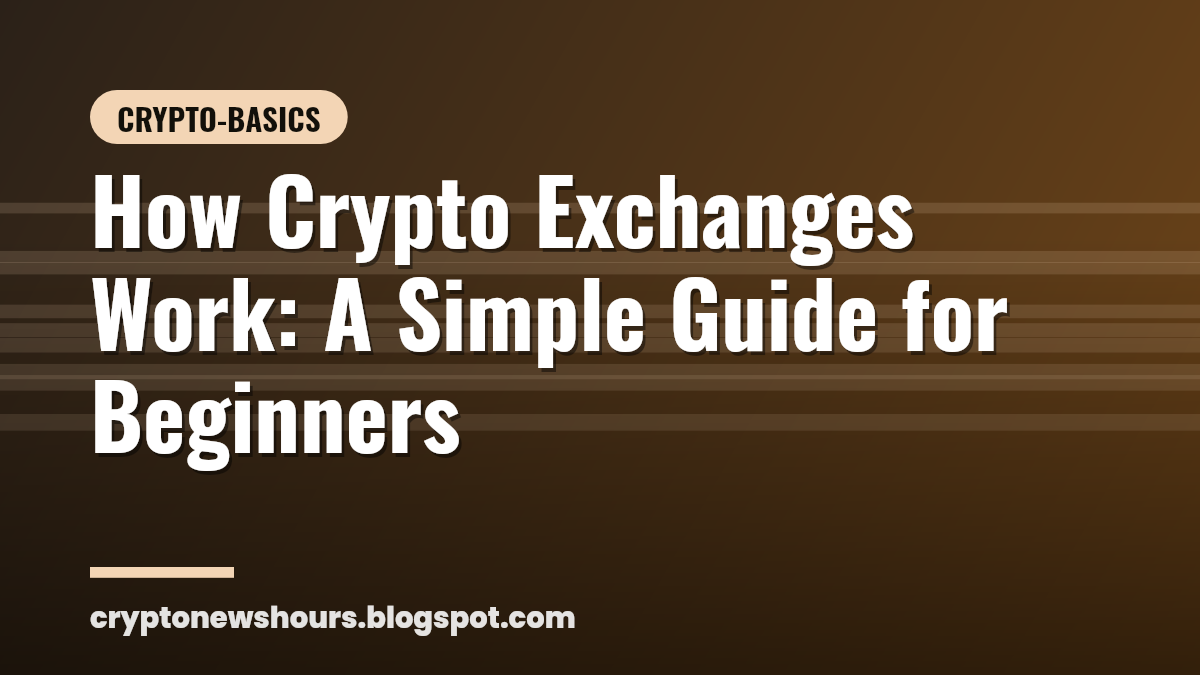 CRYPTO-BASICS
How Crypto Exchanges
Work: A Simple Guide for
Beginners
cryptonewshours.blogspot.com